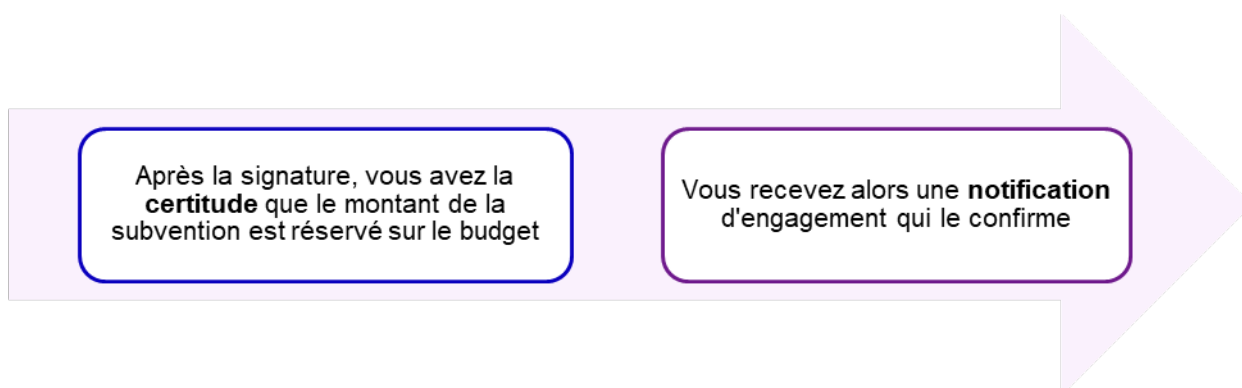 Après la signature, vous avez la
certitude que le montant de la
subvention est réservé sur le budget
Vous recevez alors une notification
d'engagement qui le confirme